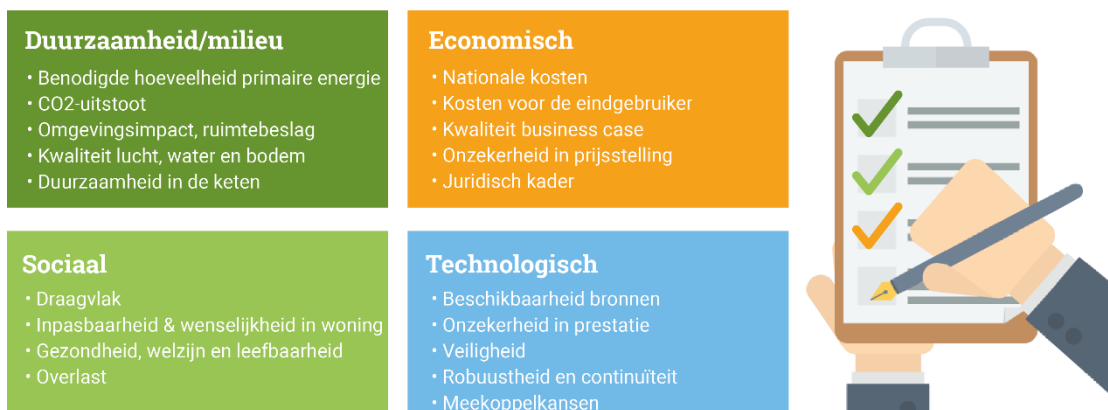 Duurzaamheid/milieu
• Benodigde hoeveelheid primaire energie
• CO2-uitstoot
• Omgevingsimpact, ruimtebeslag
• Kwaliteit lucht, water en bodem
• Duurzaamheid in de keten
Economisch
• Nationale kosten
• Kosten voor de eindgebruiker
• Kwaliteit business case
• Onzekerheid in prijsstelling
• Juridisch kader
Sociaal
• Draagvlak
• Inpasbaarheid & wenselijkheid in woning
• Gezondheid, welzijn en leefbaarheid
• Overlast
Technologisch
• Beschikbaarheid bronnen
• Onzekerheid in prestatie
• Veiligheid
• Robuustheid en continuïteit
• Meekoppelkansen